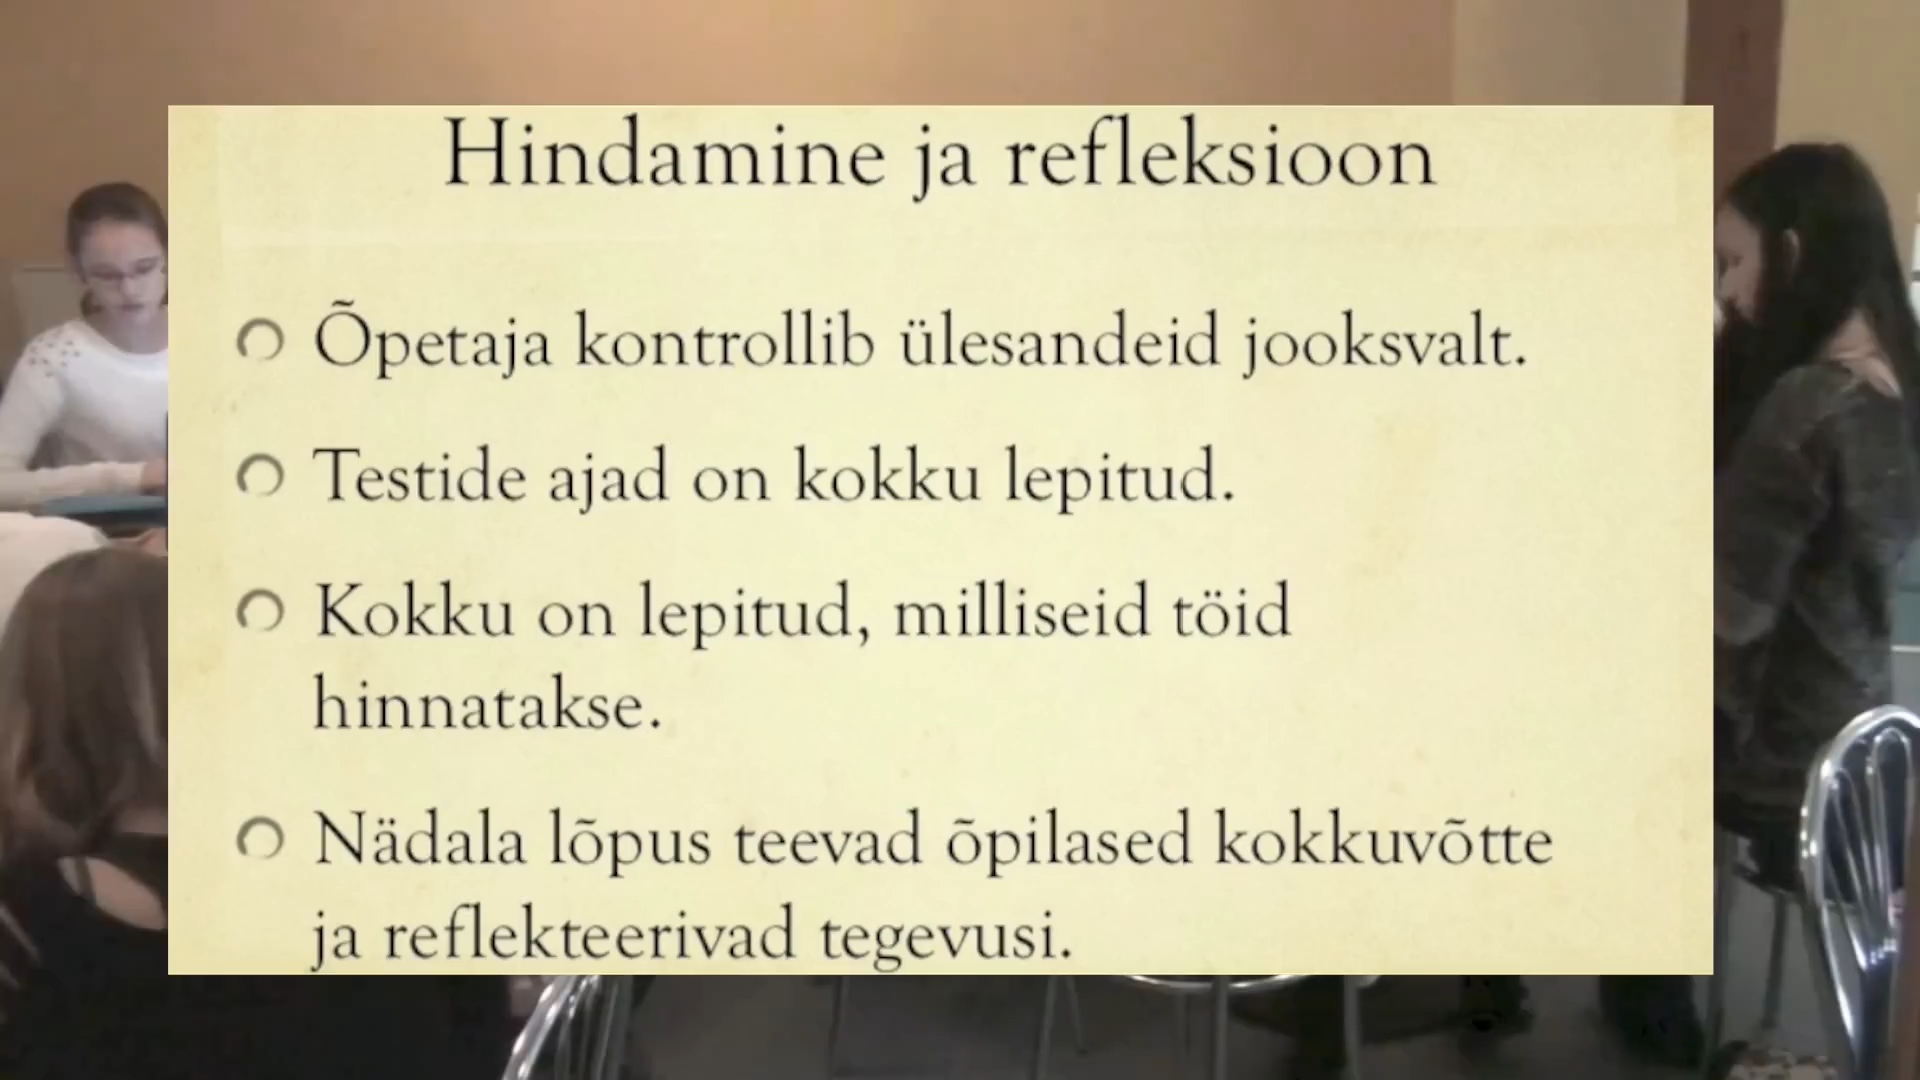 Hindamine ja refleksioon
Õpetaja kontrollib ülesandeid jooksvalt.
Testide ajad on kokku lepitud.
Kokku on lepitud, milliseid töid
hinnatakse.
Nädala lõpus teevad õpilased kokkuvõtte
ja reflekteerivad tegevusi.